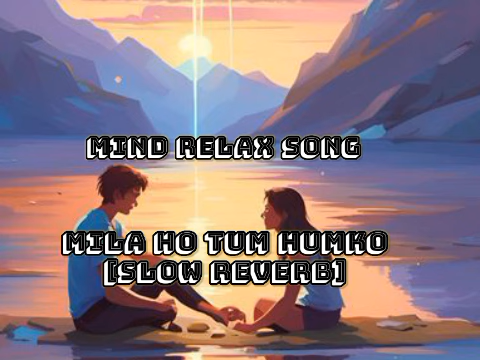 MIND RELAX SONG
MILA HO TUM HUMKO
[SLOW REVERB]